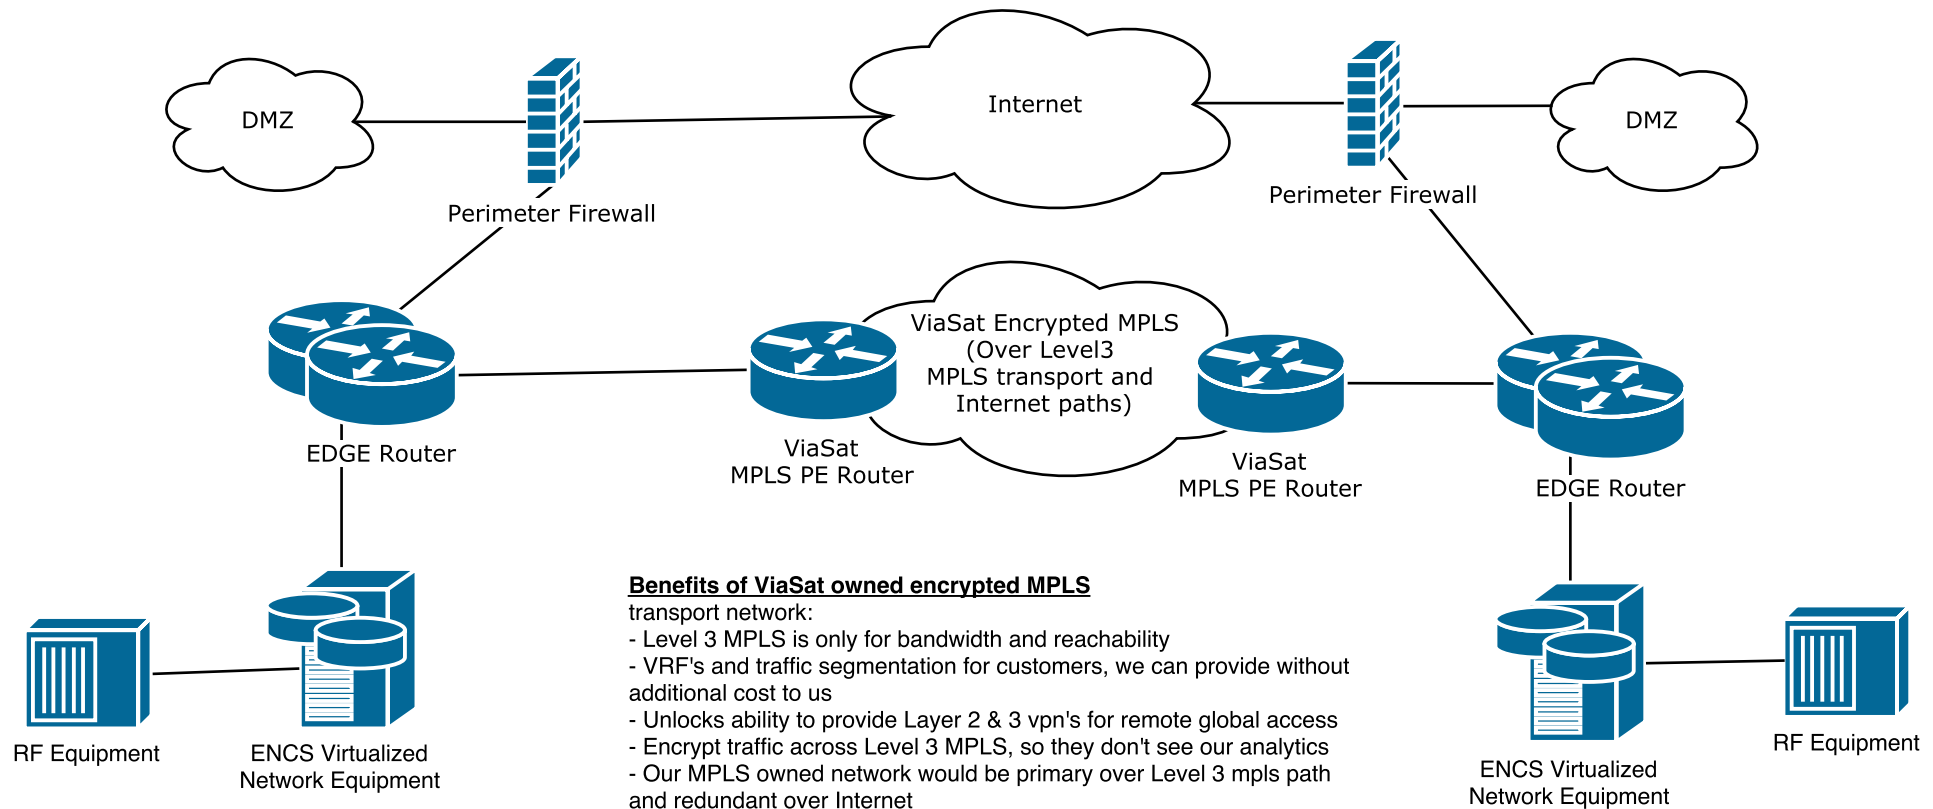 DMZ
Internet
DMZ
Perimeter Firewall
Perimeter Firewall
ViaSat Encrypted MPLS
(Over Level3
MPLS transport and
Internet paths)
EDGE Router
ViaSat
MPLS PE Router
ViaSat
MPLS PE Router
EDGE Router
Benefits of ViaSat owned encrypted MPLS
transport network:
- Level 3 MPLS is only for bandwidth and reachability
- VRF's and traffic segmentation for customers, we can provide without
additional cost to us
- Unlocks ability to provide Layer 2 & 3 vpn's for remote global access
- Encrypt traffic across Level 3 MPLS, so they don't see our analytics
- Our MPLS owned network would be primary over Level 3 mpls path
and redundant over Internet
RF Equipment
ENCS Virtualized
Network Equipment
ENCS Virtualized
Network Equipment
RF Equipment